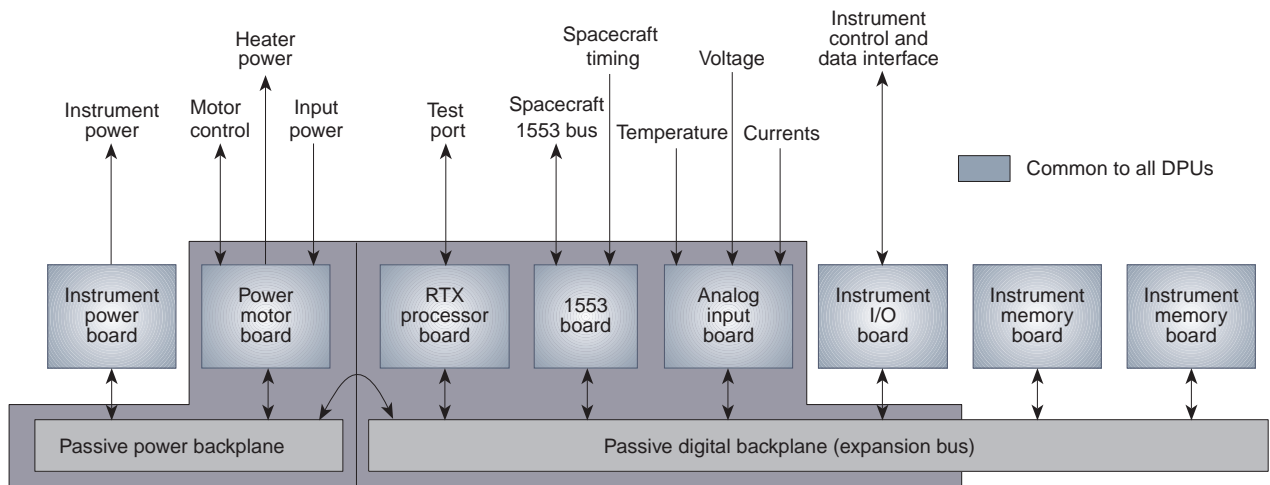 Heater
power
Spacecraft
timing
Voltage
Instrument
control and
data interface
Instrument
power
Motor
control
Input
power
Test
port
Spacecraft
1553 bus
Temperature
Currents
Common to all DPUs
Instrument
power
board
Power
motor
board
RTX
processor
board
1553
board
Analog
input
board
Instrument
I/O
board
Instrument
memory
board
Instrument
memory
board
Passive power backplane
Passive digital backplane (expansion bus)